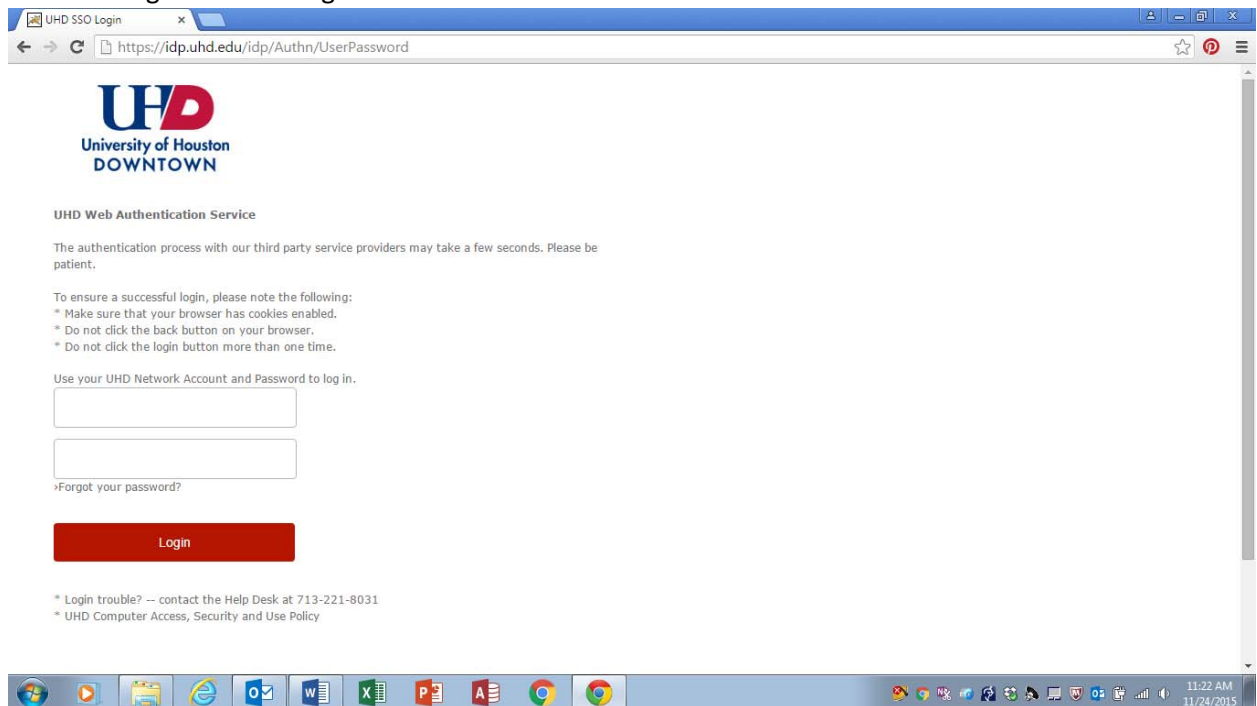 UHD SSO Login
https://idp.uhd.edu/idp/Authn/UserPassword
UHD
University of Houston
DOWNTOWN
UHD Web Authentication Service
The authentication process with our third party service providers may take a few seconds. Please be
patient.
To ensure a successful login, please note the following:
* Make sure that your browser has cookies enabled.
* Do not click the back button on your browser.
* Do not click the login button more than one time.
Use your UHD Network Account and Password to log in.
›Forgot your password?
Login
* Login trouble? -- contact the Help Desk at 713-221-8031
* UHD Computer Access, Security and Use Policy
11:22 AM
11/24/2015